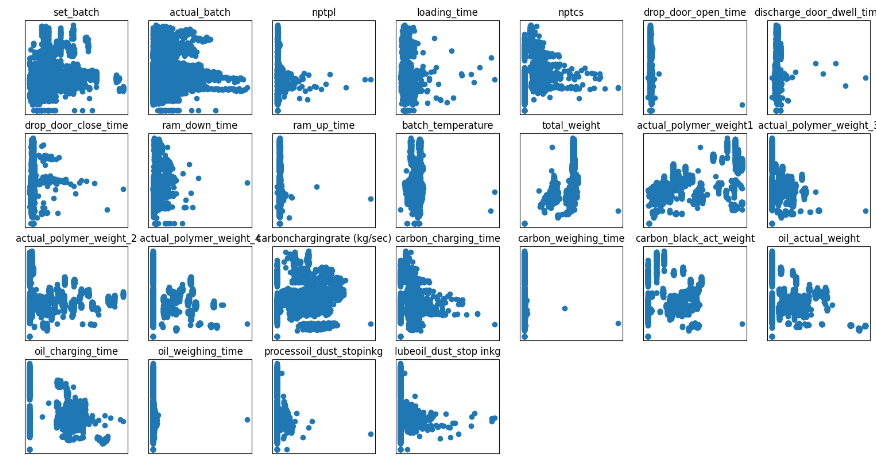 set_batch
actual_batch
nptpl
loading_time
nptcs
drop_door_open_time
discharge_door_dwell_tim
drop_door_close_time
ram_down_time
ram_up_time
batch_temperature
total_weight
actual_polymer_weight1
actual_polymer_weight_3
actual_polymer_weight_2
actual_polymer_weight_4
carbonchargingrate (kg/sec)
carbon_charging_time
carbon_weighing_time
carbon_black_act_weight
oil_actual_weight
oil_charging_time
oil_weighing_time
processoil_dust_stopinkg
lubeoil_dust_stop inkg